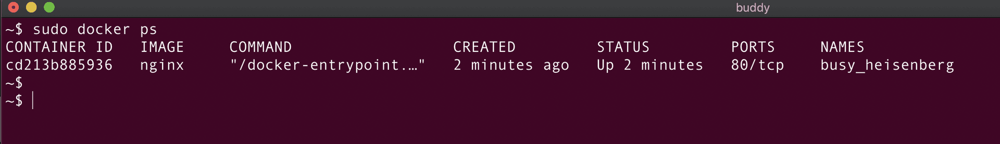 buddy
~$ sudo docker ps
CONTAINER ID   IMAGE     COMMAND                  CREATED         STATUS         PORTS     NAMES
cd213b885936   nginx     "/docker-entrypoint.…"   2 minutes ago   Up 2 minutes   80/tcp    busy_heisenberg
~$
~$